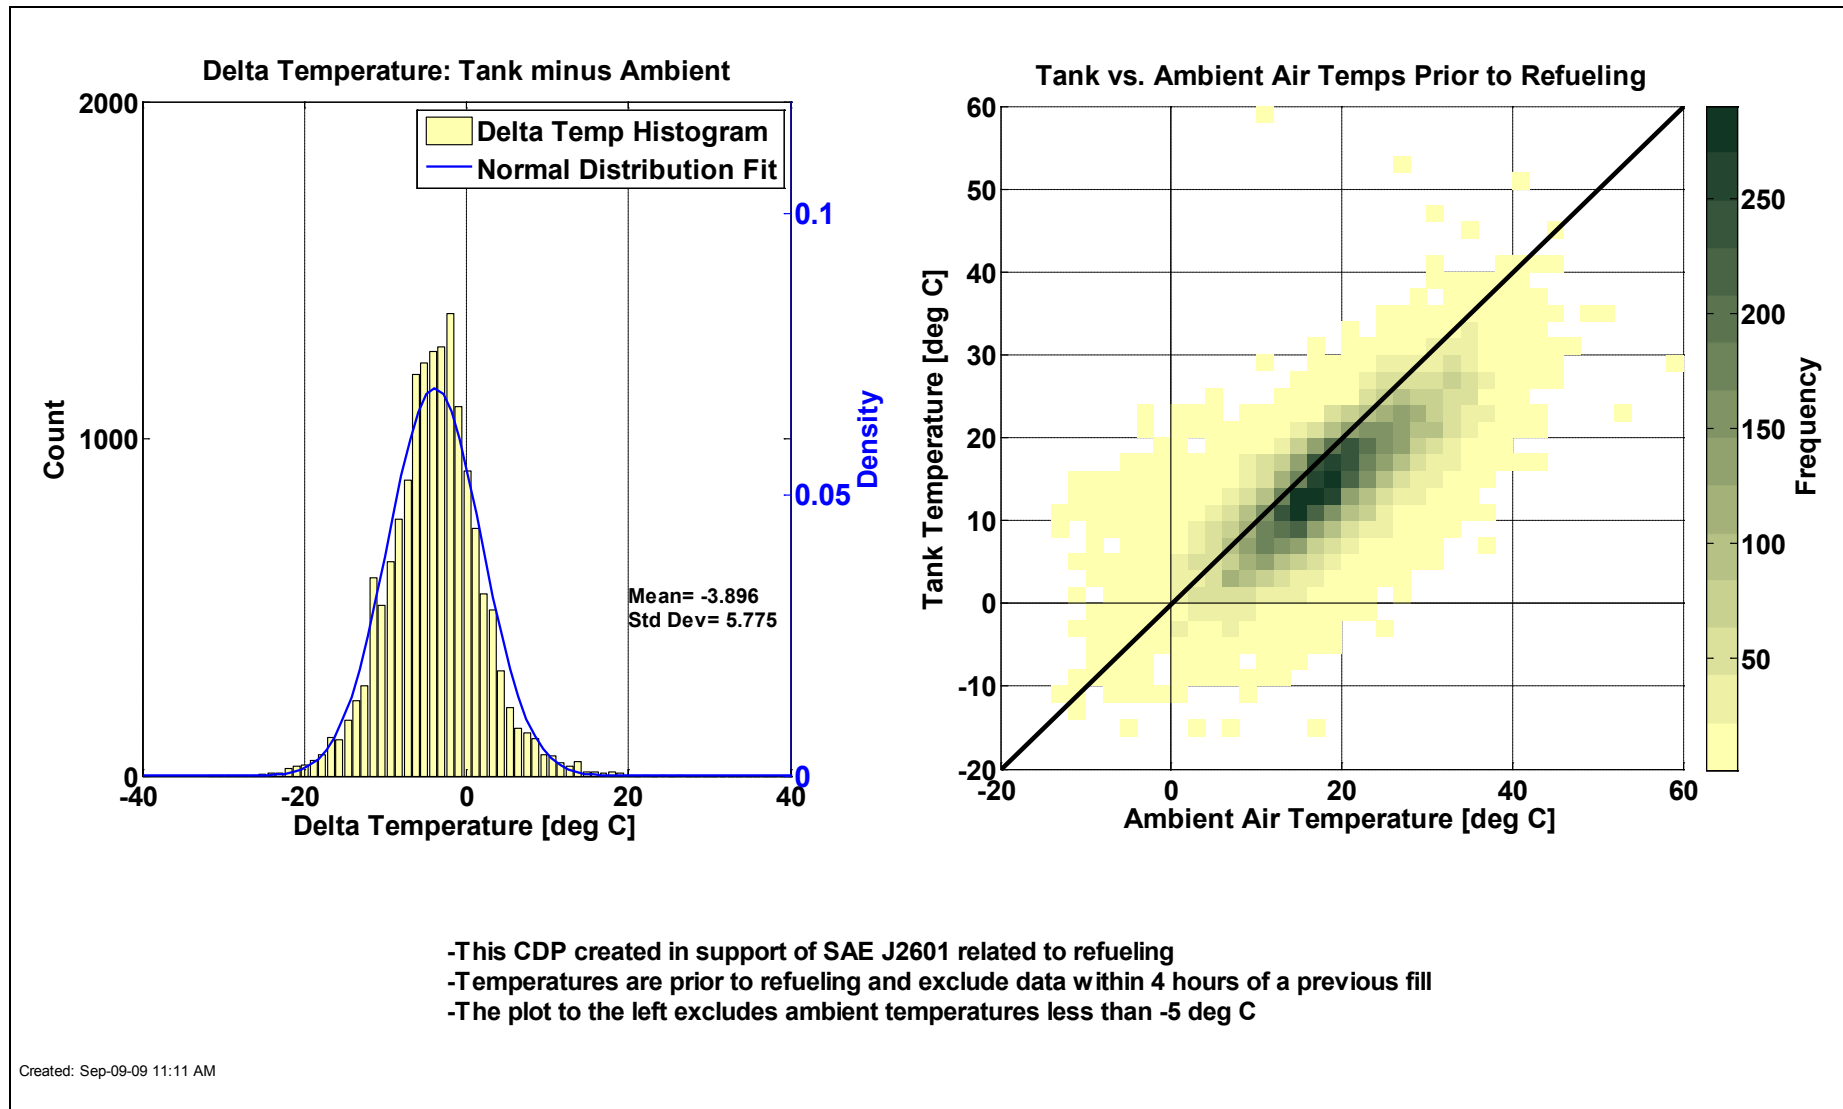 Delta Temperature: Tank minus Ambient
2000
1000
0
Count
Delta Temp Histogram
Normal Distribution Fit
0.1
0.05
0
Density
Mean= -3.896
Std Dev= 5.775
-40
-20
0
20
40
Delta Temperature [deg C]
Tank vs. Ambient Air Temps Prior to Refueling
60
50
40
30
20
10
0
-10
-20
Tank Temperature [deg C]
-20
0
20
40
60
Ambient Air Temperature [deg C]
250
200
150
100
50
Frequency
-This CDP created in support of SAE J2601 related to refueling
-Temperatures are prior to refueling and exclude data within 4 hours of a previous fill
-The plot to the left excludes ambient temperatures less than -5 deg C
Created: Sep-09-09 11:11 AM